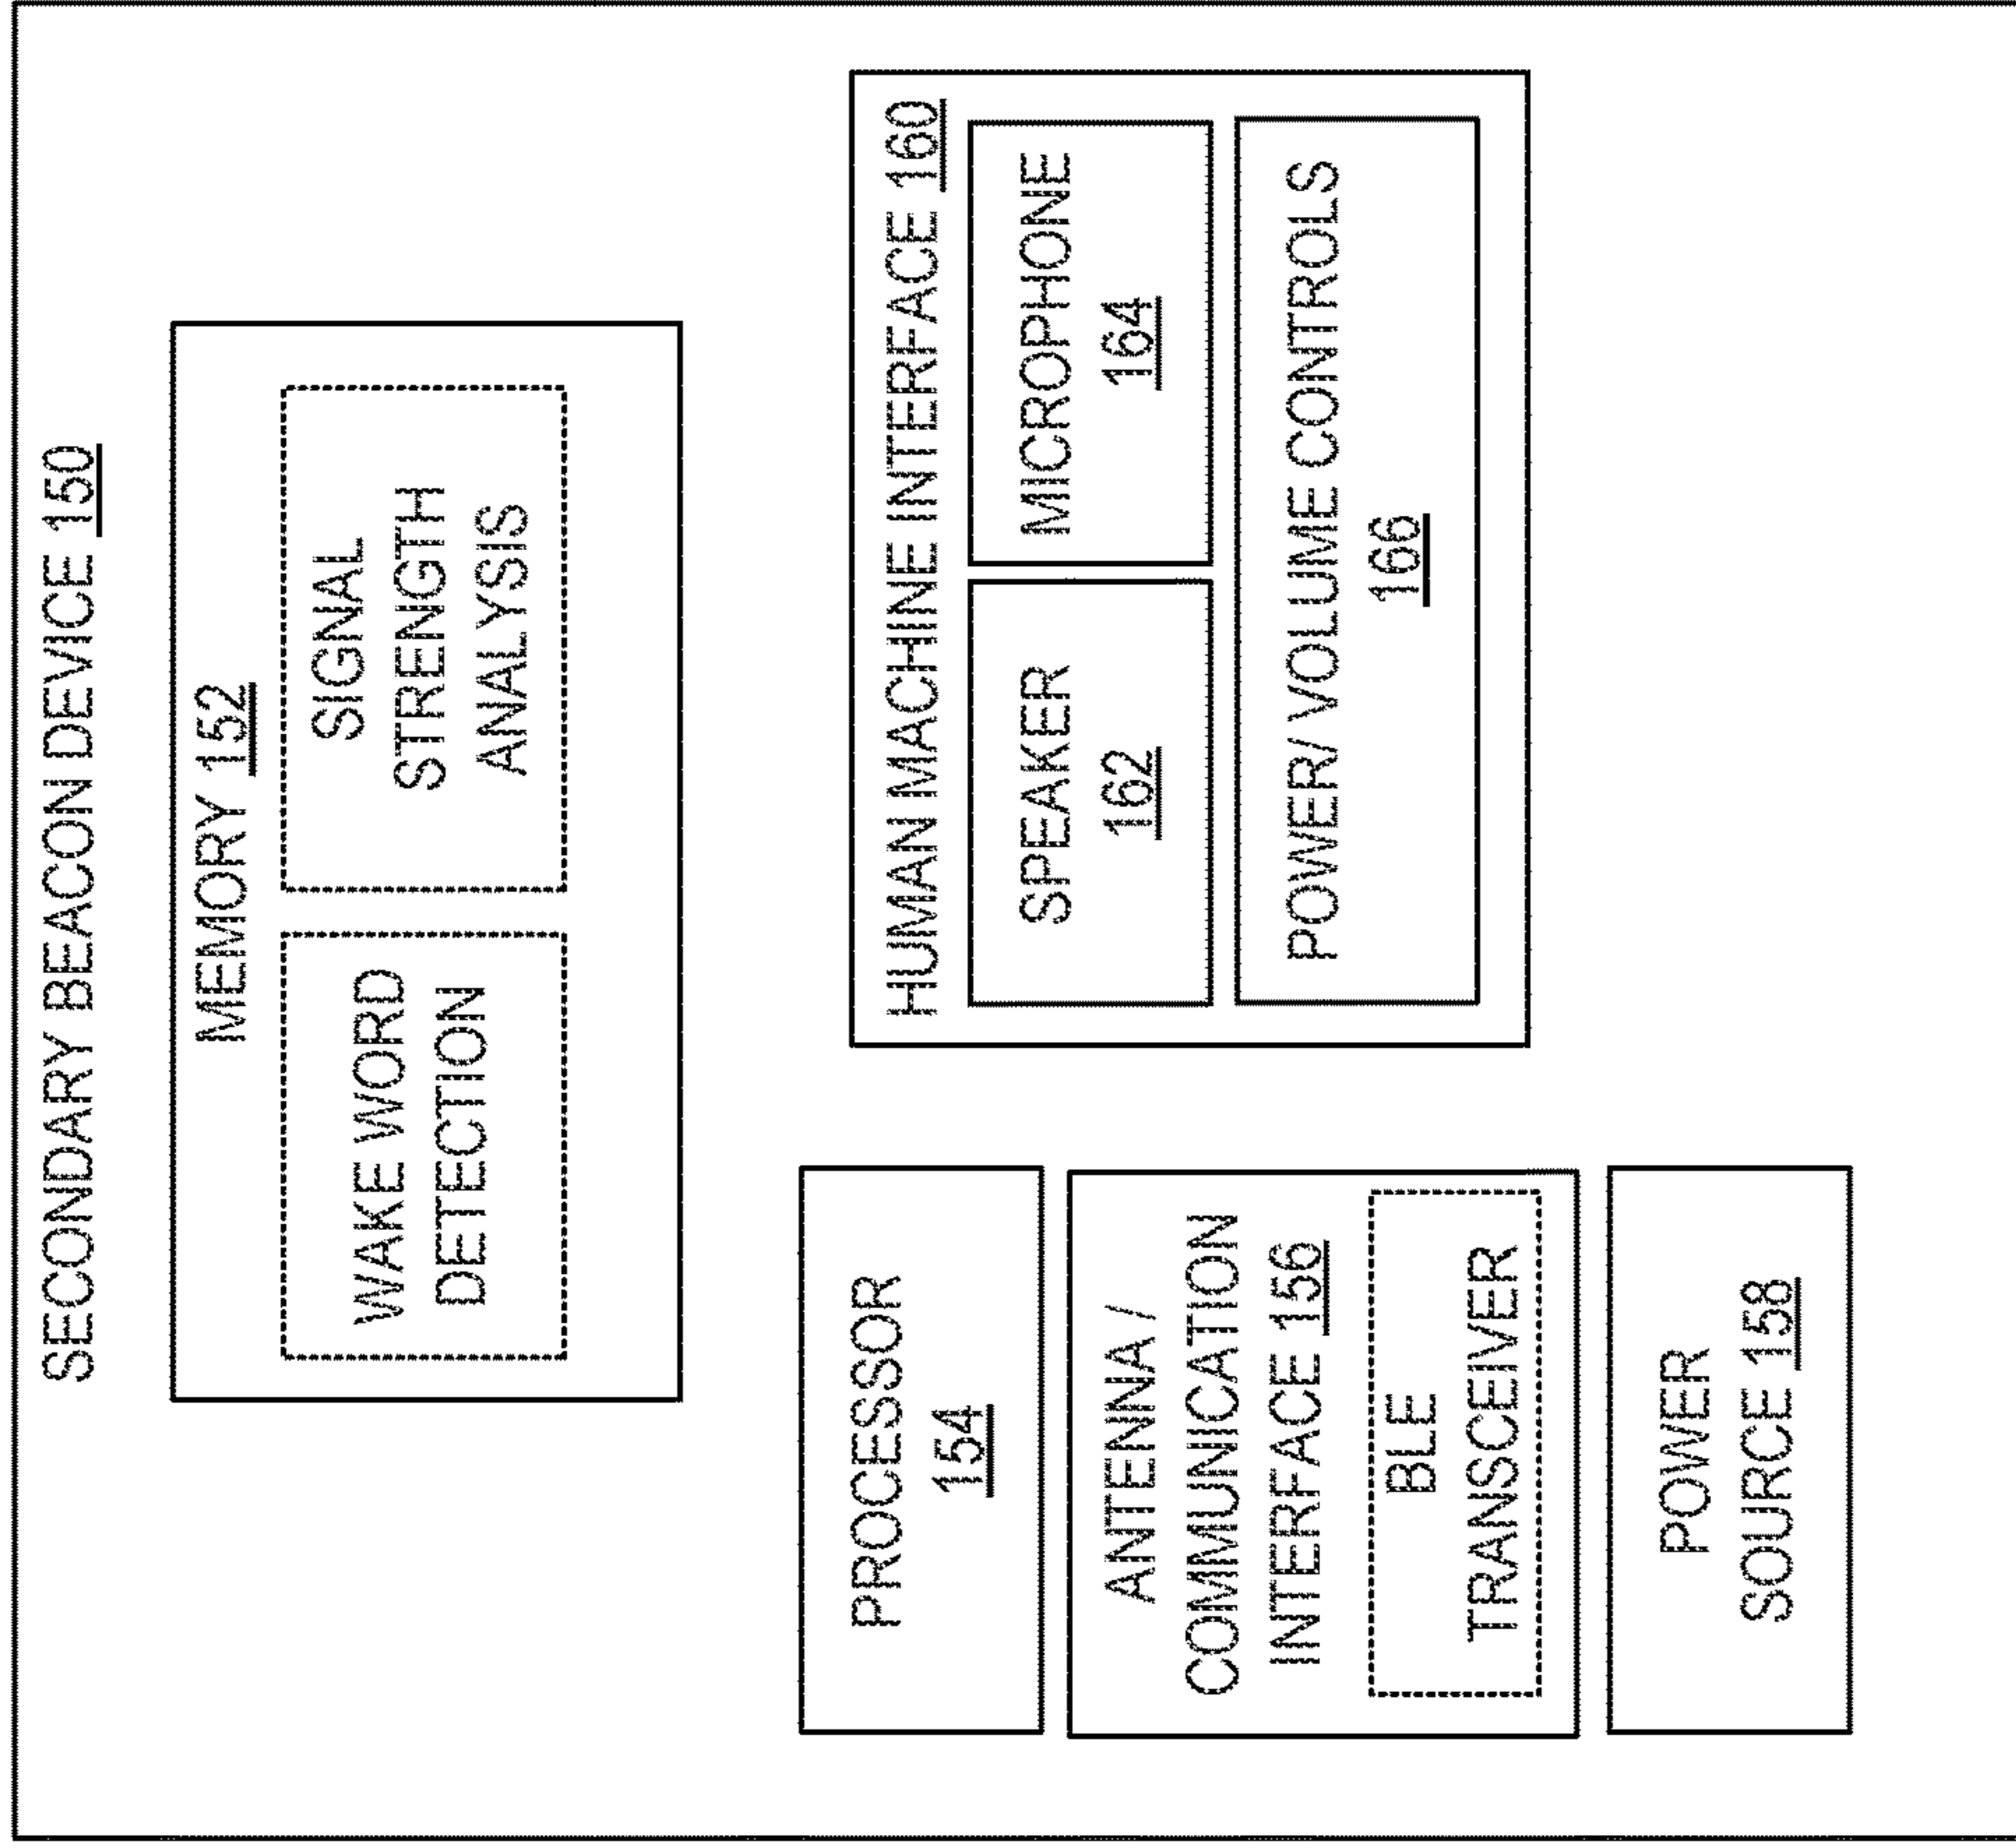 SECONDARY BEACON DEVICE 150
MEMORY 152
WAKE WORD
DETECTION
SIGNAL
STRENGTH
ANALYSIS
PROCESSOR
154
ANTENNA /
COMMUNICATION
INTERFACE 156
BLE
TRANSCEIVER
POWER
SOURCE 158
HUMAN MACHINE INTERFACE 160
SPEAKER
162
MICROPHONE
164
POWER/ VOLUME CONTROLS
166